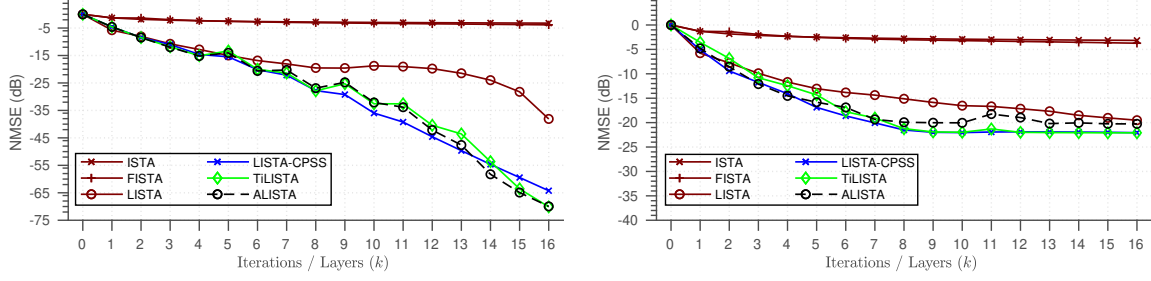 NMSE (dB)
-5
-15
-25
-35
-45
-55
-65
-75
ISTA
FISTA
LISTA
LISTA-CPSS
TiLISTA
ALISTA
0 1 2 3 4 5 6 7 8 9 10 11 12 13 14 15 16
Iterations / Layers (k)
NMSE (dB)
0
-5
-10
-15
-20
-25
-30
-35
-40
ISTA
FISTA
LISTA
LISTA-CPSS
TiLISTA
ALISTA
0 1 2 3 4 5 6 7 8 9 10 11 12 13 14 15 16
Iterations / Layers (k)